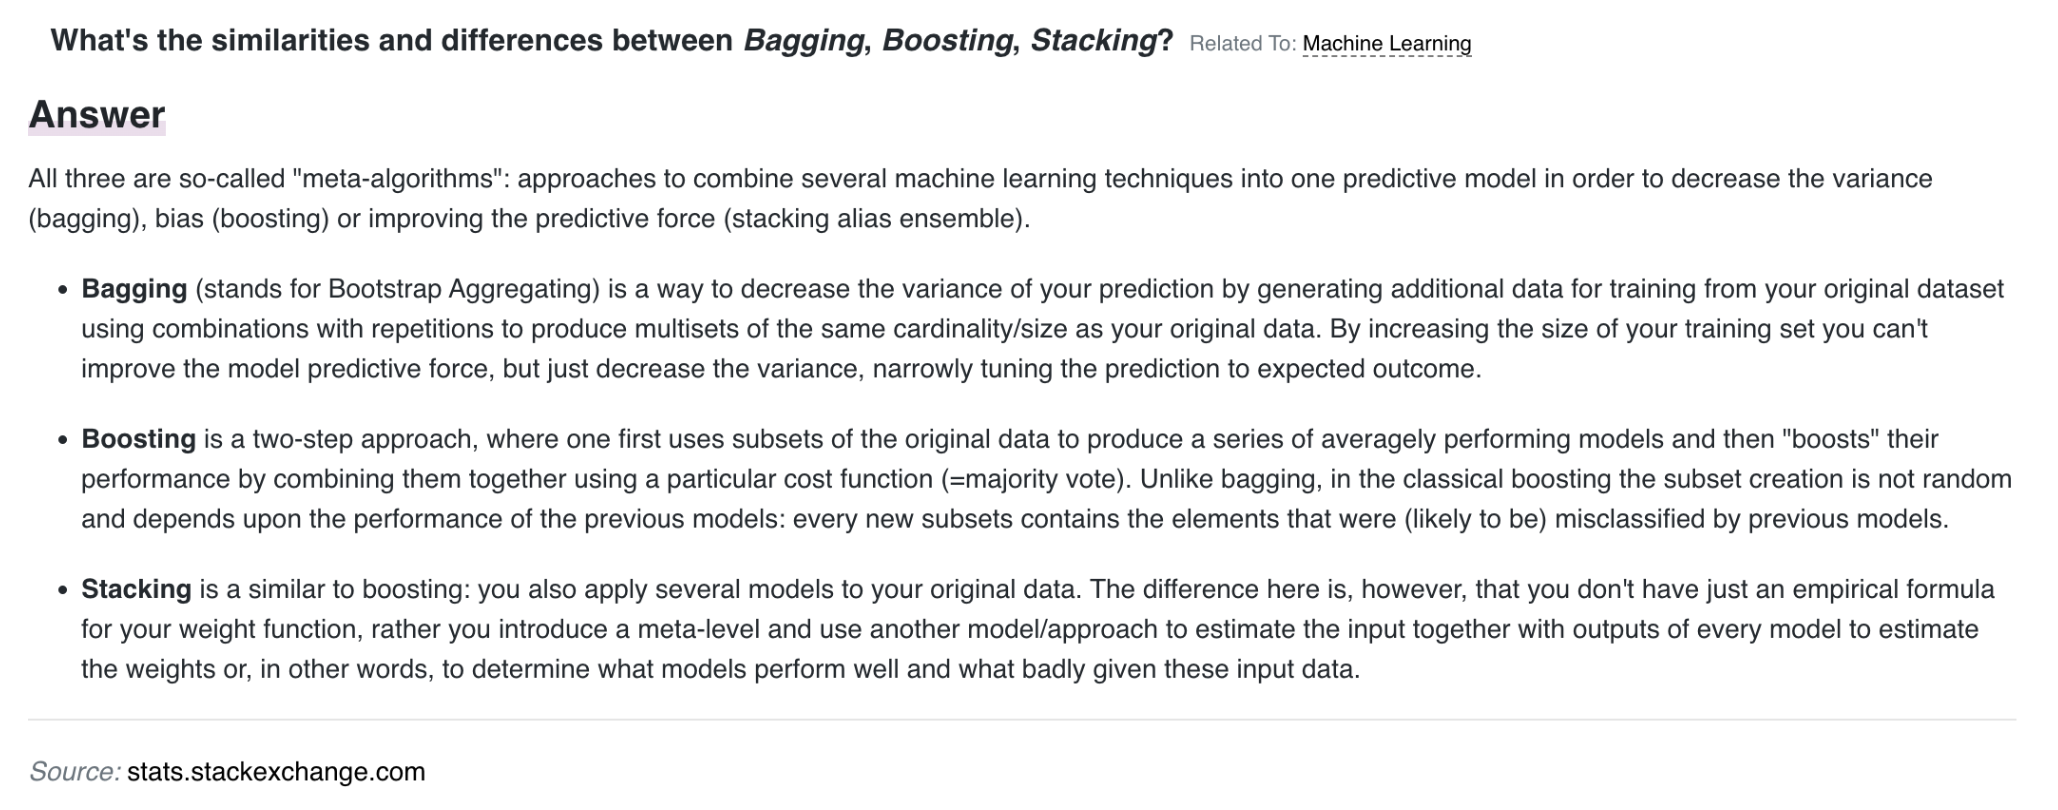 What's the similarities and differences between Bagging, Boosting, Stacking? Related To: Machine Learning
Answer
All three are so-called "meta-algorithms": approaches to combine several machine learning techniques into one predictive model in order to decrease the variance
(bagging), bias (boosting) or improving the predictive force (stacking alias ensemble).
• Bagging (stands for Bootstrap Aggregating) is a way to decrease the variance of your prediction by generating additional data for training from your original dataset
using combinations with repetitions to produce multisets of the same cardinality/size as your original data. By increasing the size of your training set you can't
improve the model predictive force, but just decrease the variance, narrowly tuning the prediction to expected outcome.
• Boosting is a two-step approach, where one first uses subsets of the original data to produce a series of averagely performing models and then "boosts" their
performance by combining them together using a particular cost function (=majority vote). Unlike bagging, in the classical boosting the subset creation is not random
and depends upon the performance of the previous models: every new subsets contains the elements that were (likely to be) misclassified by previous models.
• Stacking is a similar to boosting: you also apply several models to your original data. The difference here is, however, that you don't have just an empirical formula
for your weight function, rather you introduce a meta-level and use another model/approach to estimate the input together with outputs of every model to estimate
the weights or, in other words, to determine what models perform well and what badly given these input data.
Source: stats.stackexchange.com